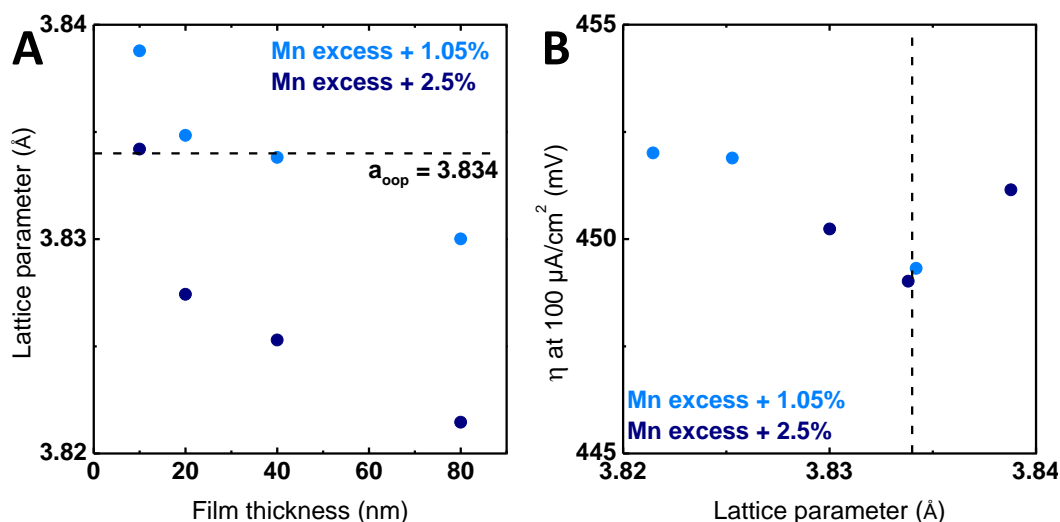 A
Mn excess + 1.05%
Mn excess + 2.5%
a_oop = 3.834
3.84
3.83
3.82
0 20 40 60 80
Lattice parameter (Å)
Film thickness (nm)
B
455
450
445
η at 100 μA/cm²  (mV)
Mn excess + 1.05%
Mn excess + 2.5%
3.82 3.83 3.84
Lattice parameter (Å)